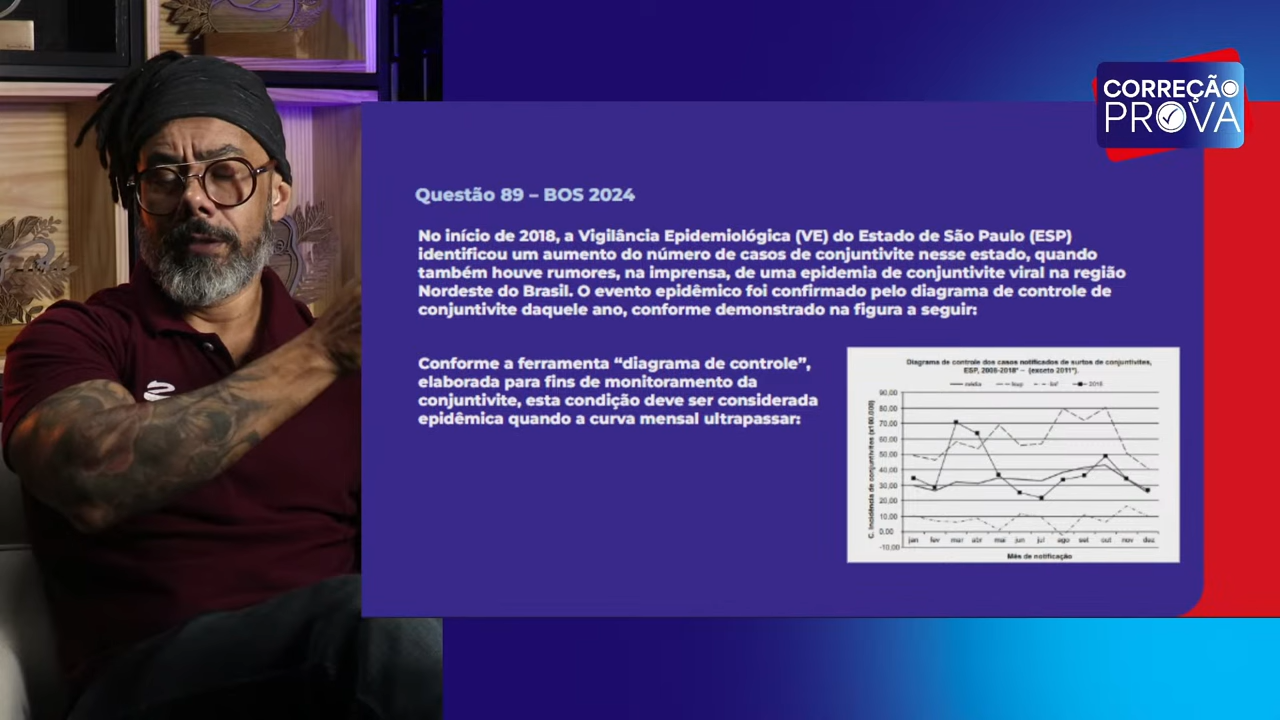 CORREÇÃO
PROVA
Questão 89 – BOS 2024
No início de 2018, a Vigilância Epidemiológica (VE) do Estado de São Paulo (ESP)
identificou um aumento do número de casos de conjuntivite nesse estado, quando
também houve rumores, na imprensa, de uma epidemia de conjuntivite viral na região
Nordeste do Brasil. O evento epidêmico foi confirmado pelo diagrama de controle de
conjuntivite daquele ano, conforme demonstrado na figura a seguir:
Conforme a ferramenta “diagrama de controle”,
elaborada para fins de monitoramento da
conjuntivite, esta condição deve ser considerada
epidêmica quando a curva mensal ultrapassar:
Diagrama de controle dos casos notificados de surtos de conjuntivites,
média lsup linf 2018
90,00
80,00
70,00
60,00
50,00
40,00
30,00
20,00
10,00
0,00
-10,00
jan fev mar abr mai jun jul ago set out nov dez
Mês de notificação